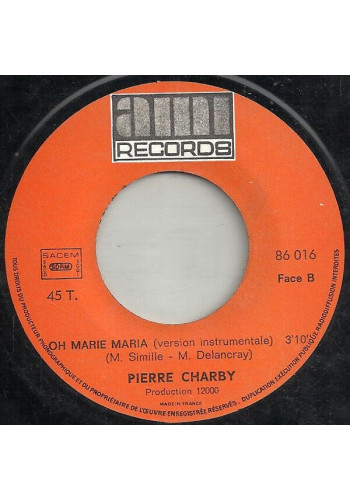 ami
RECORDS
SACEM
SDRM
86 016
Face B
45 T.
OH MARIE MARIA (version instrumentale) 3'10"
(M. Simille - M. Delancray)
PIERRE CHARBY
Production 12000
MADE IN FRANCE
TOUS DROITS DU PRODUCTEUR PHONOGRAPHIQUE ET DU PROPRIÉTAIRE DE L'ŒUVRE ENREGISTRÉE RÉSERVÉS - DUPLICATION EXÉCUTION PUBLIQUE RADIODIFFUSION INTERDITES